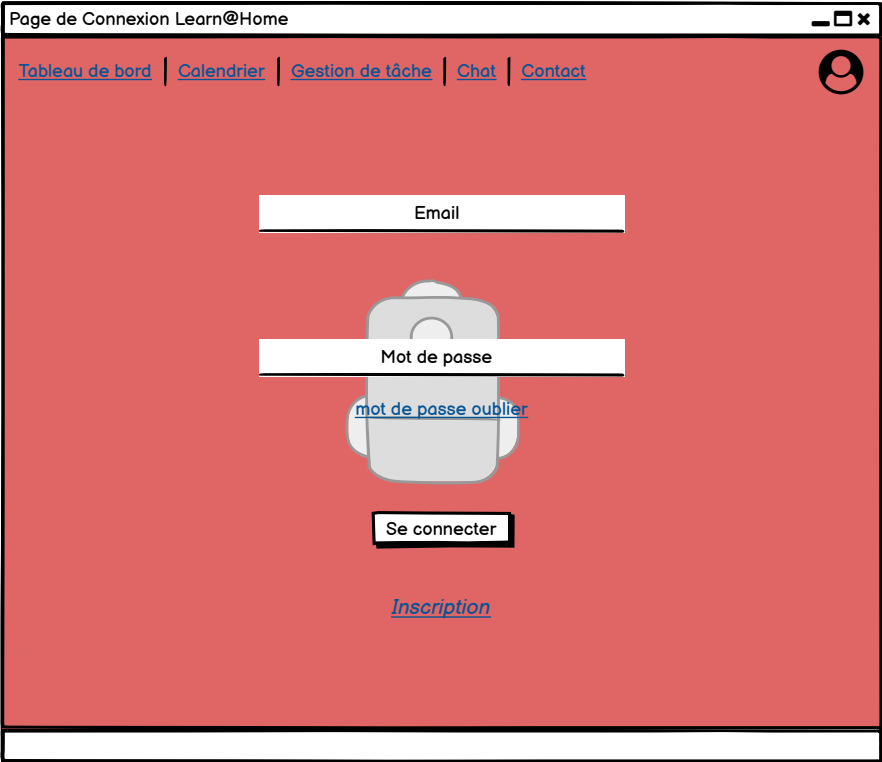 Page de Connexion Learn@Home
Tableau de bord Calendrier Gestion de tâche Chat Contact
Email
Mot de passe
mot de passe oublier
Se connecter
Inscription